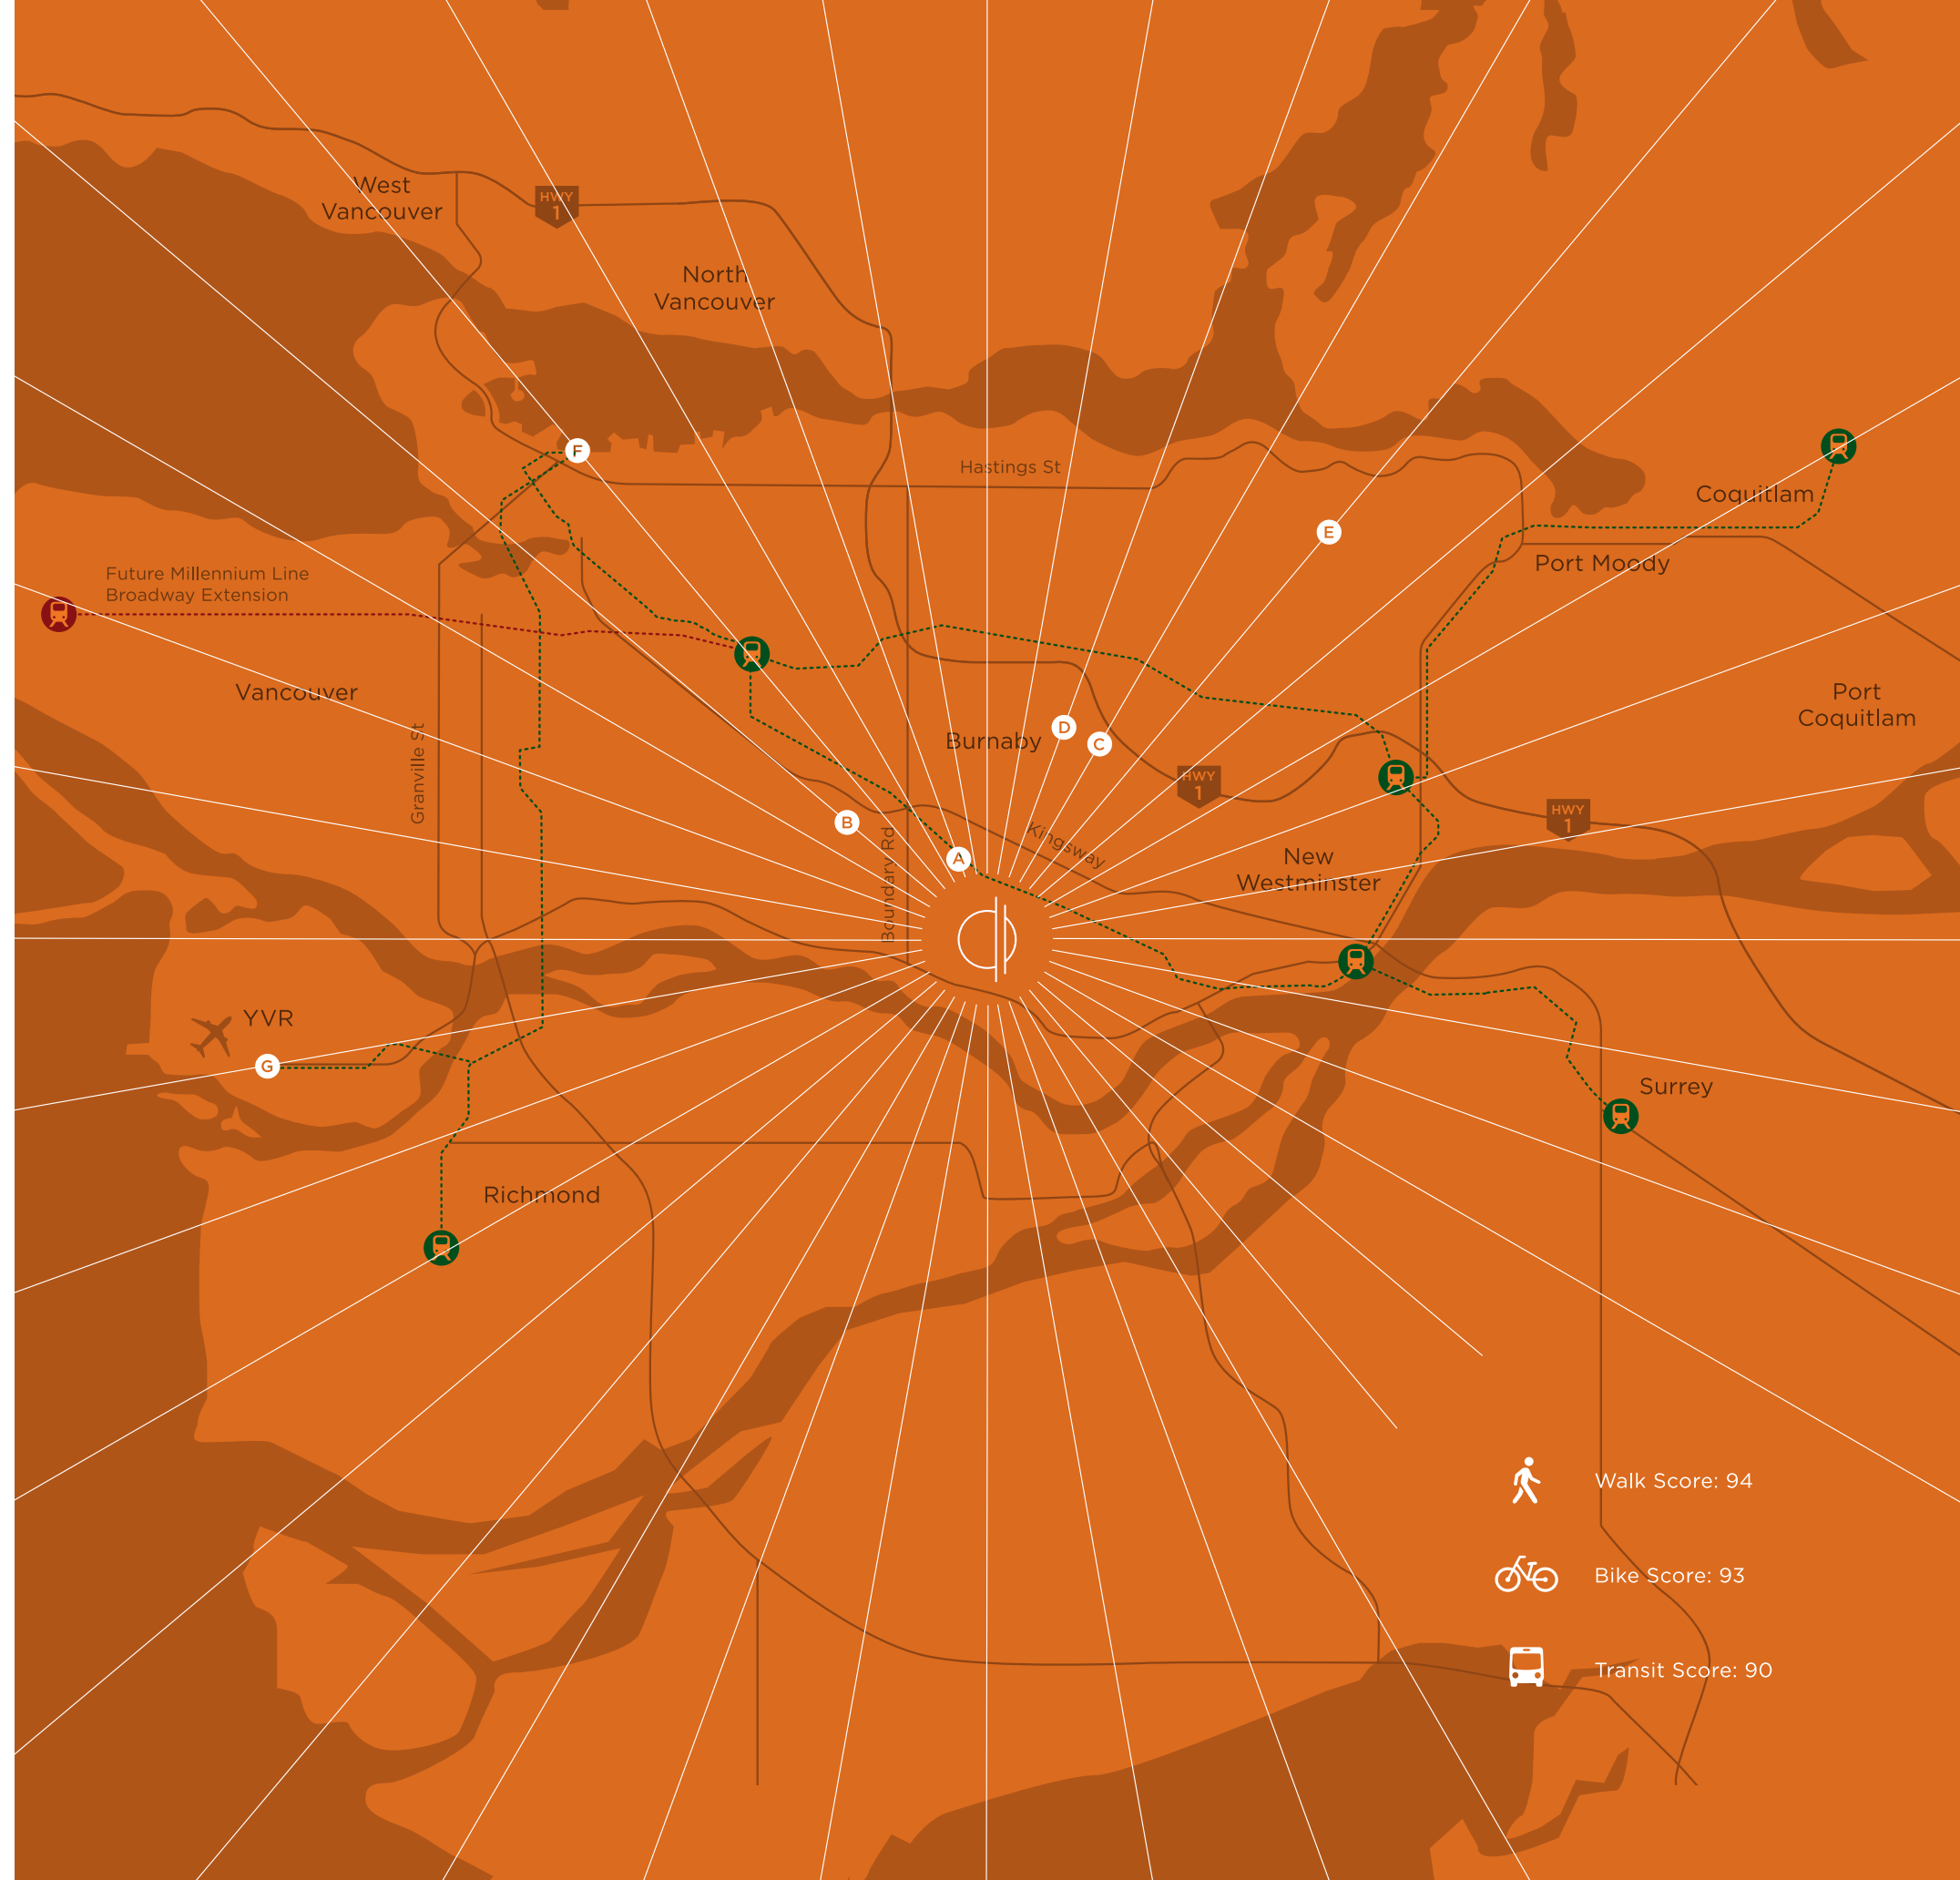 West
Vancouver
HWY
1
North
Vancouver
F
Hastings St
Coquitlam
E
Port Moody
Future Millennium Line
Broadway Extension
Vancouver
Granville St
Port
Coquitlam
D
Burnaby
C
HWY
1
HWY
1
B
Boundary Rd
A
Kingsway
New
Westminster
YVR
G
Surrey
Richmond
Walk Score: 94
Bike Score: 93
Transit Score: 90